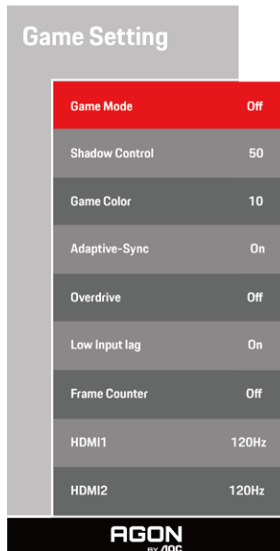 Game Setting
Game Mode Off
Shadow Control 50
Game Color 10
Adaptive-Sync On
Overdrive Off
Low Input lag On
Frame Counter Off
HDMI1 120Hz
HDMI2 120Hz
AGON
BY AOC